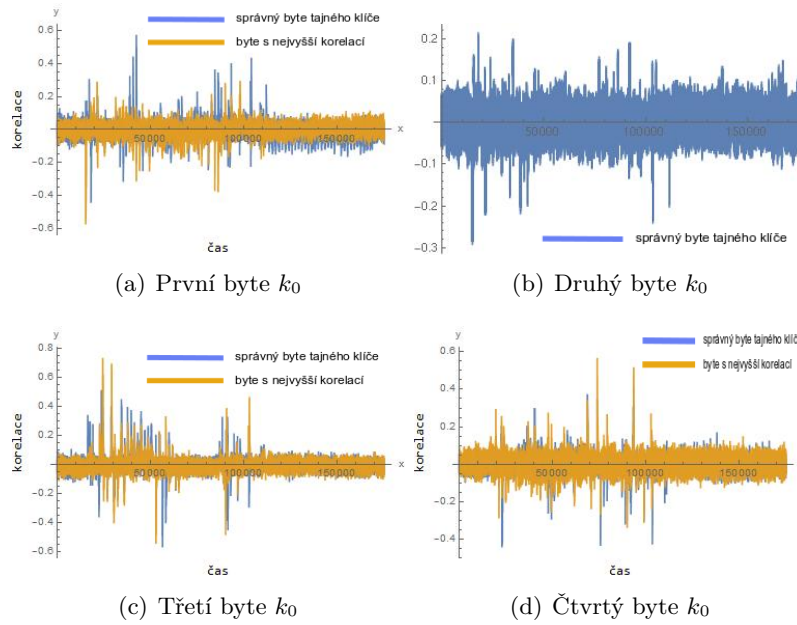 y
správný byte tajného klíče
byte s nejvyšší korelací
0.6
0.4
0.2
korelace
50000
100000
150000
x
−0.2
−0.4
−0.6
čas
(a) První byte k0
0.2
0.1
50000
100000
150000
−0.1
−0.2
−0.3
správný byte tajného klíče
(b) Druhý byte k0
y
správný byte tajného klíče
byte s nejvyšší korelací
0.8
0.6
0.4
0.2
korelace
50000
100000
150000
x
−0.2
−0.4
−0.6
čas
(c) Třetí byte k0
y
správný byte tajného klíče
byte s nejvyšší korelací
0.6
0.4
0.2
korelace
50000
100000
150000
−0.2
−0.4
čas
(d) Čtvrtý byte k0